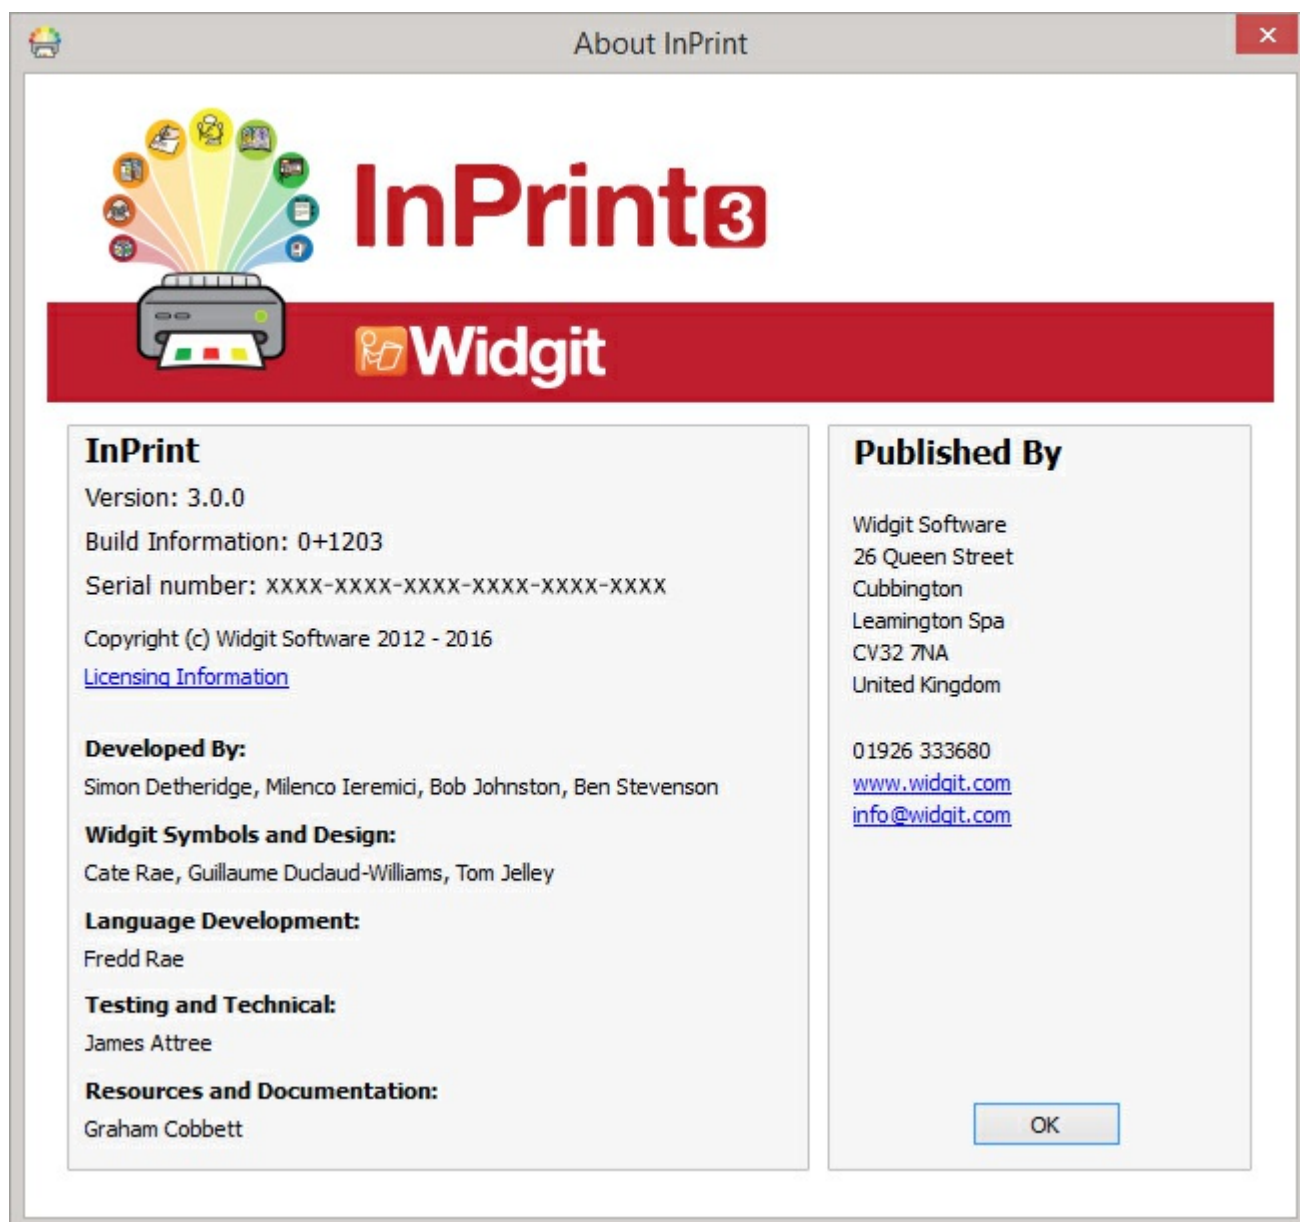 About InPrint
InPrint 3
Widgit
InPrint
Version: 3.0.0
Build Information: 0+1203
Serial number: XXXX-XXXX-XXXX-XXXX-XXXX-XXXX
Copyright (c) Widgit Software 2012 - 2016
Licensing Information
Developed By:
Simon Detheridge, Milenco Ieremici, Bob Johnston, Ben Stevenson
Widgit Symbols and Design:
Cate Rae, Guillaume Duclaud-Williams, Tom Jelley
Language Development:
Fredd Rae
Testing and Technical:
James Attree
Resources and Documentation:
Graham Cobbett
Published By
Widgit Software
26 Queen Street
Cubbington
Leamington Spa
CV32 7NA
United Kingdom
01926 333680
www.widgit.com
info@widgit.com
OK